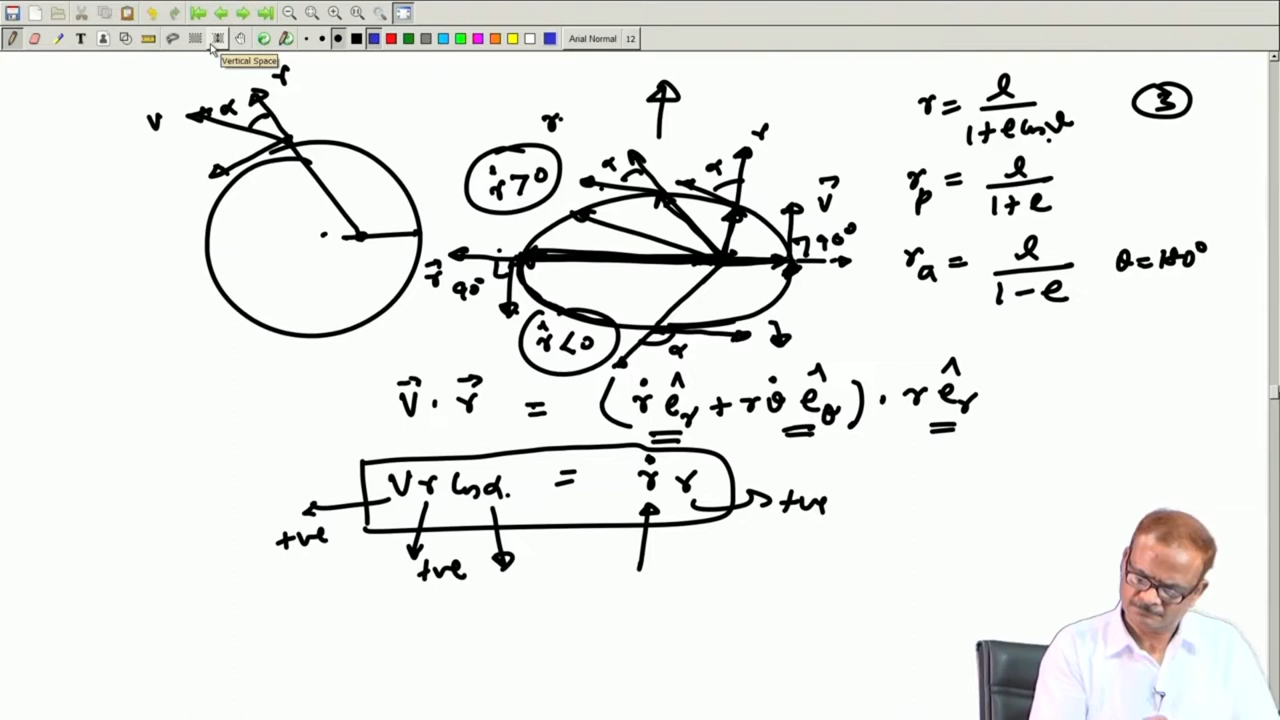 Arial Normal 12
Vertical Space
r
α
v
r = l / 1 + e cos ν
3
r.
ṙ > 0
α
α
r
v⃗
90°
r_p = l / 1 + e
r⃗
90°
r_a = l / 1 - e θ = 180°
ṙ < 0
α
v⃗ · r⃗ = (ṙ ê_r + r θ̇ ê_θ) · r ê_r
V r cos α. = ṙ r
+ve
+ve
+ve